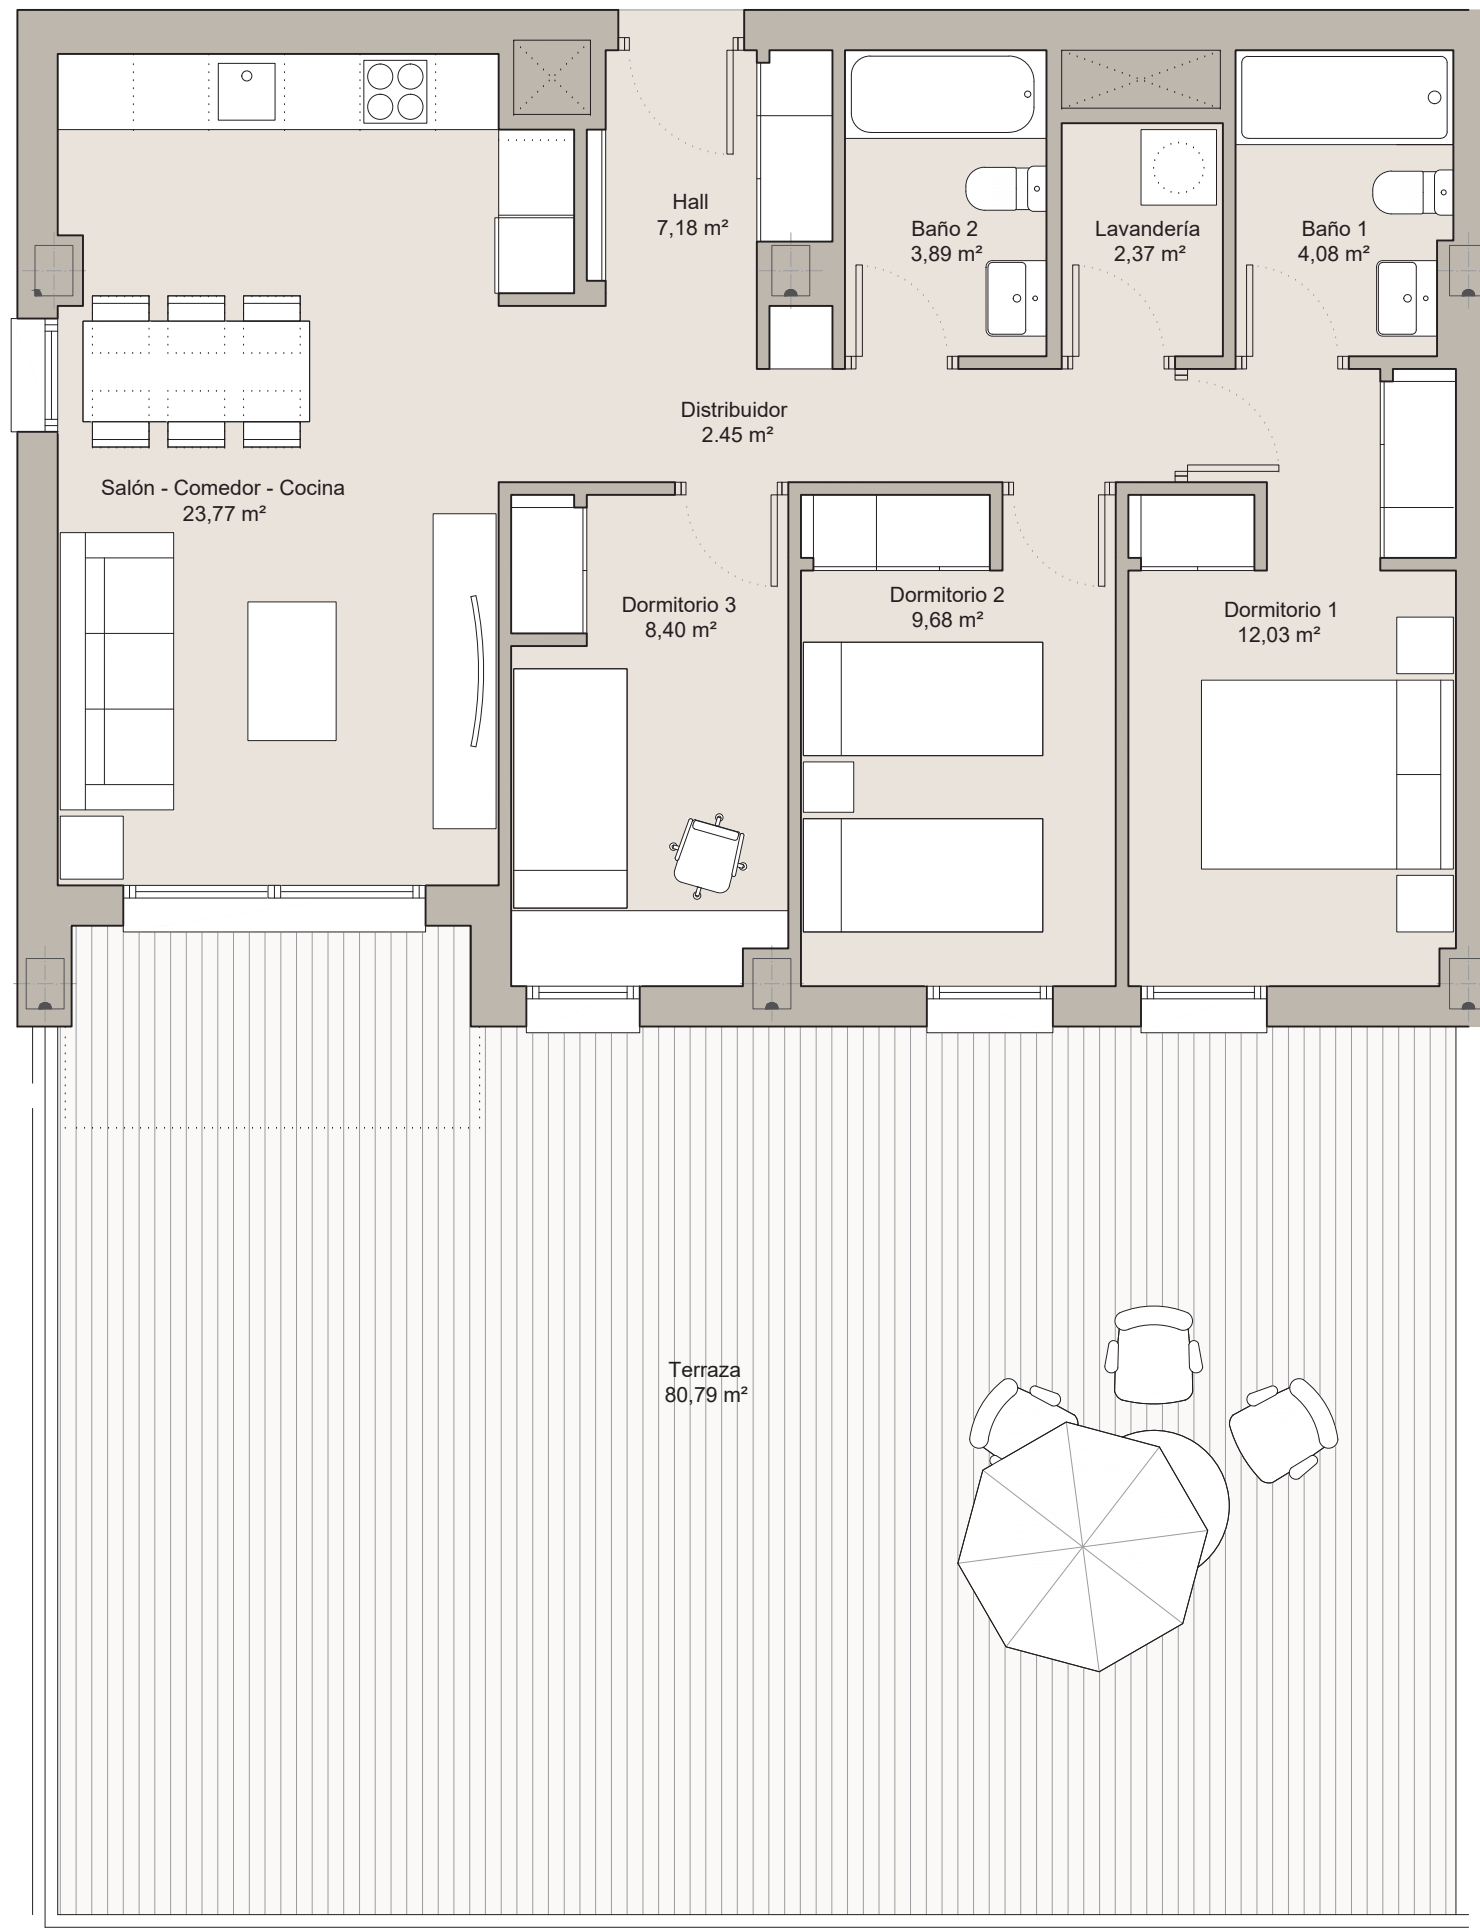 Hall
7,18 m²
Baño 2
3,89 m²
Lavandería
2,37 m²
Baño 1
4,08 m²
Distribuidor
2.45 m²
Salón - Comedor - Cocina
23,77 m²
Dormitorio 3
8,40 m²
Dormitorio 2
9,68 m²
Dormitorio 1
12,03 m²
Terraza
80,79 m²